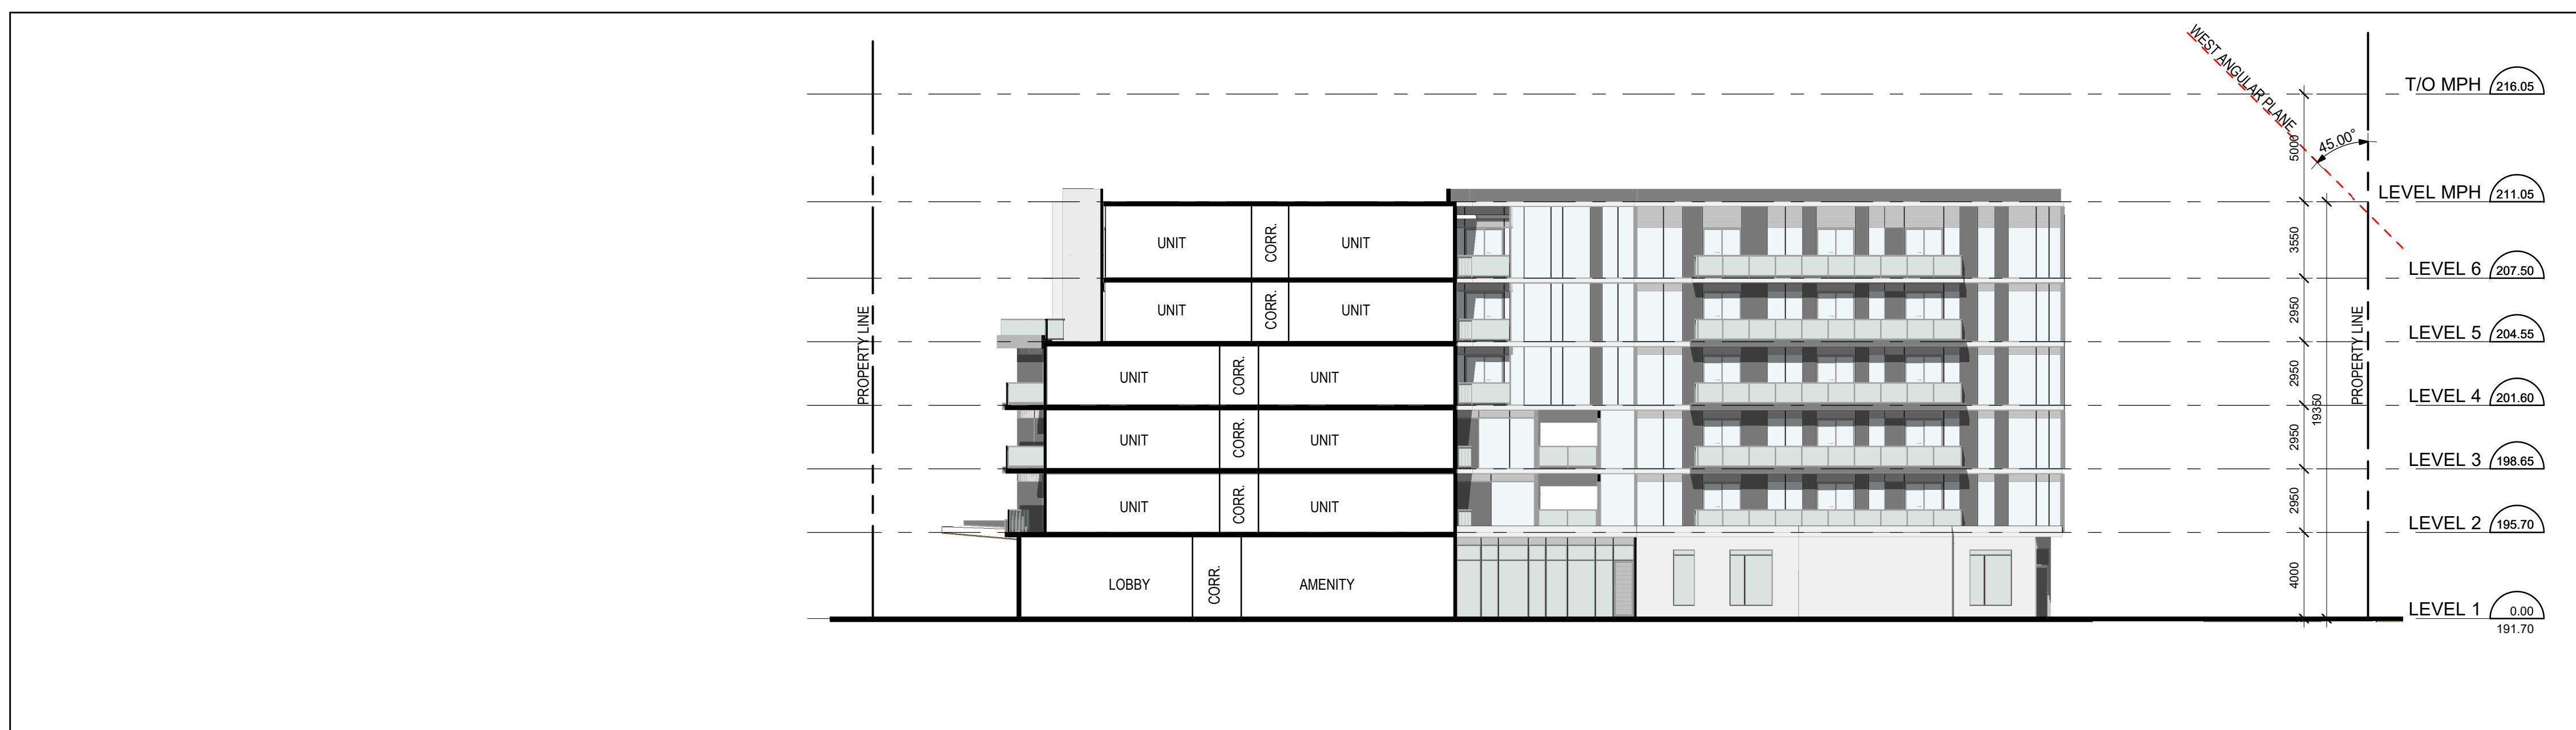 WEST ANGULAR PLANE
T/O MPH 216.05
5000
45.00°
LEVEL MPH 211.05
UNIT CORR. UNIT
3550
LEVEL 6 207.50
UNIT CORR. UNIT
2950
PROPERTY LINE
PROPERTY LINE
LEVEL 5 204.55
UNIT CORR. UNIT
2950
LEVEL 4 201.60
19350
UNIT CORR. UNIT
2950
LEVEL 3 198.65
UNIT CORR. UNIT
2950
LEVEL 2 195.70
LOBBY CORR. AMENITY
4000
LEVEL 1 0.00
191.70